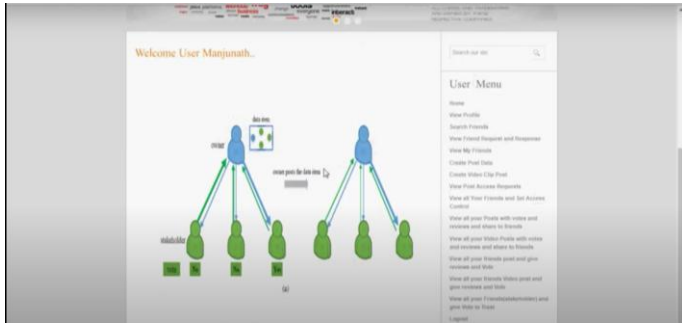 interact
Welcome User Manjunath..
data item
owner
owner posts the data item
stakeholder
No
No
Yes
(a)
Search our site
User Menu
Home
View Profile
Search Friends
View Friend Request and Response
View My Friends
Create Post Data
Create Video Clip Post
View Post Access Requests
View all Your Friends and Set Access
Control
View all your Posts with votes and
reviews and share to friends
View all your Video Posts with votes
and reviews and share to friends
View all your friends post and give
reviews and Vote
View all your friends Video post and
give reviews and Vote
View all your Friend(stakeholder) and
give Vote to Trust
Logout